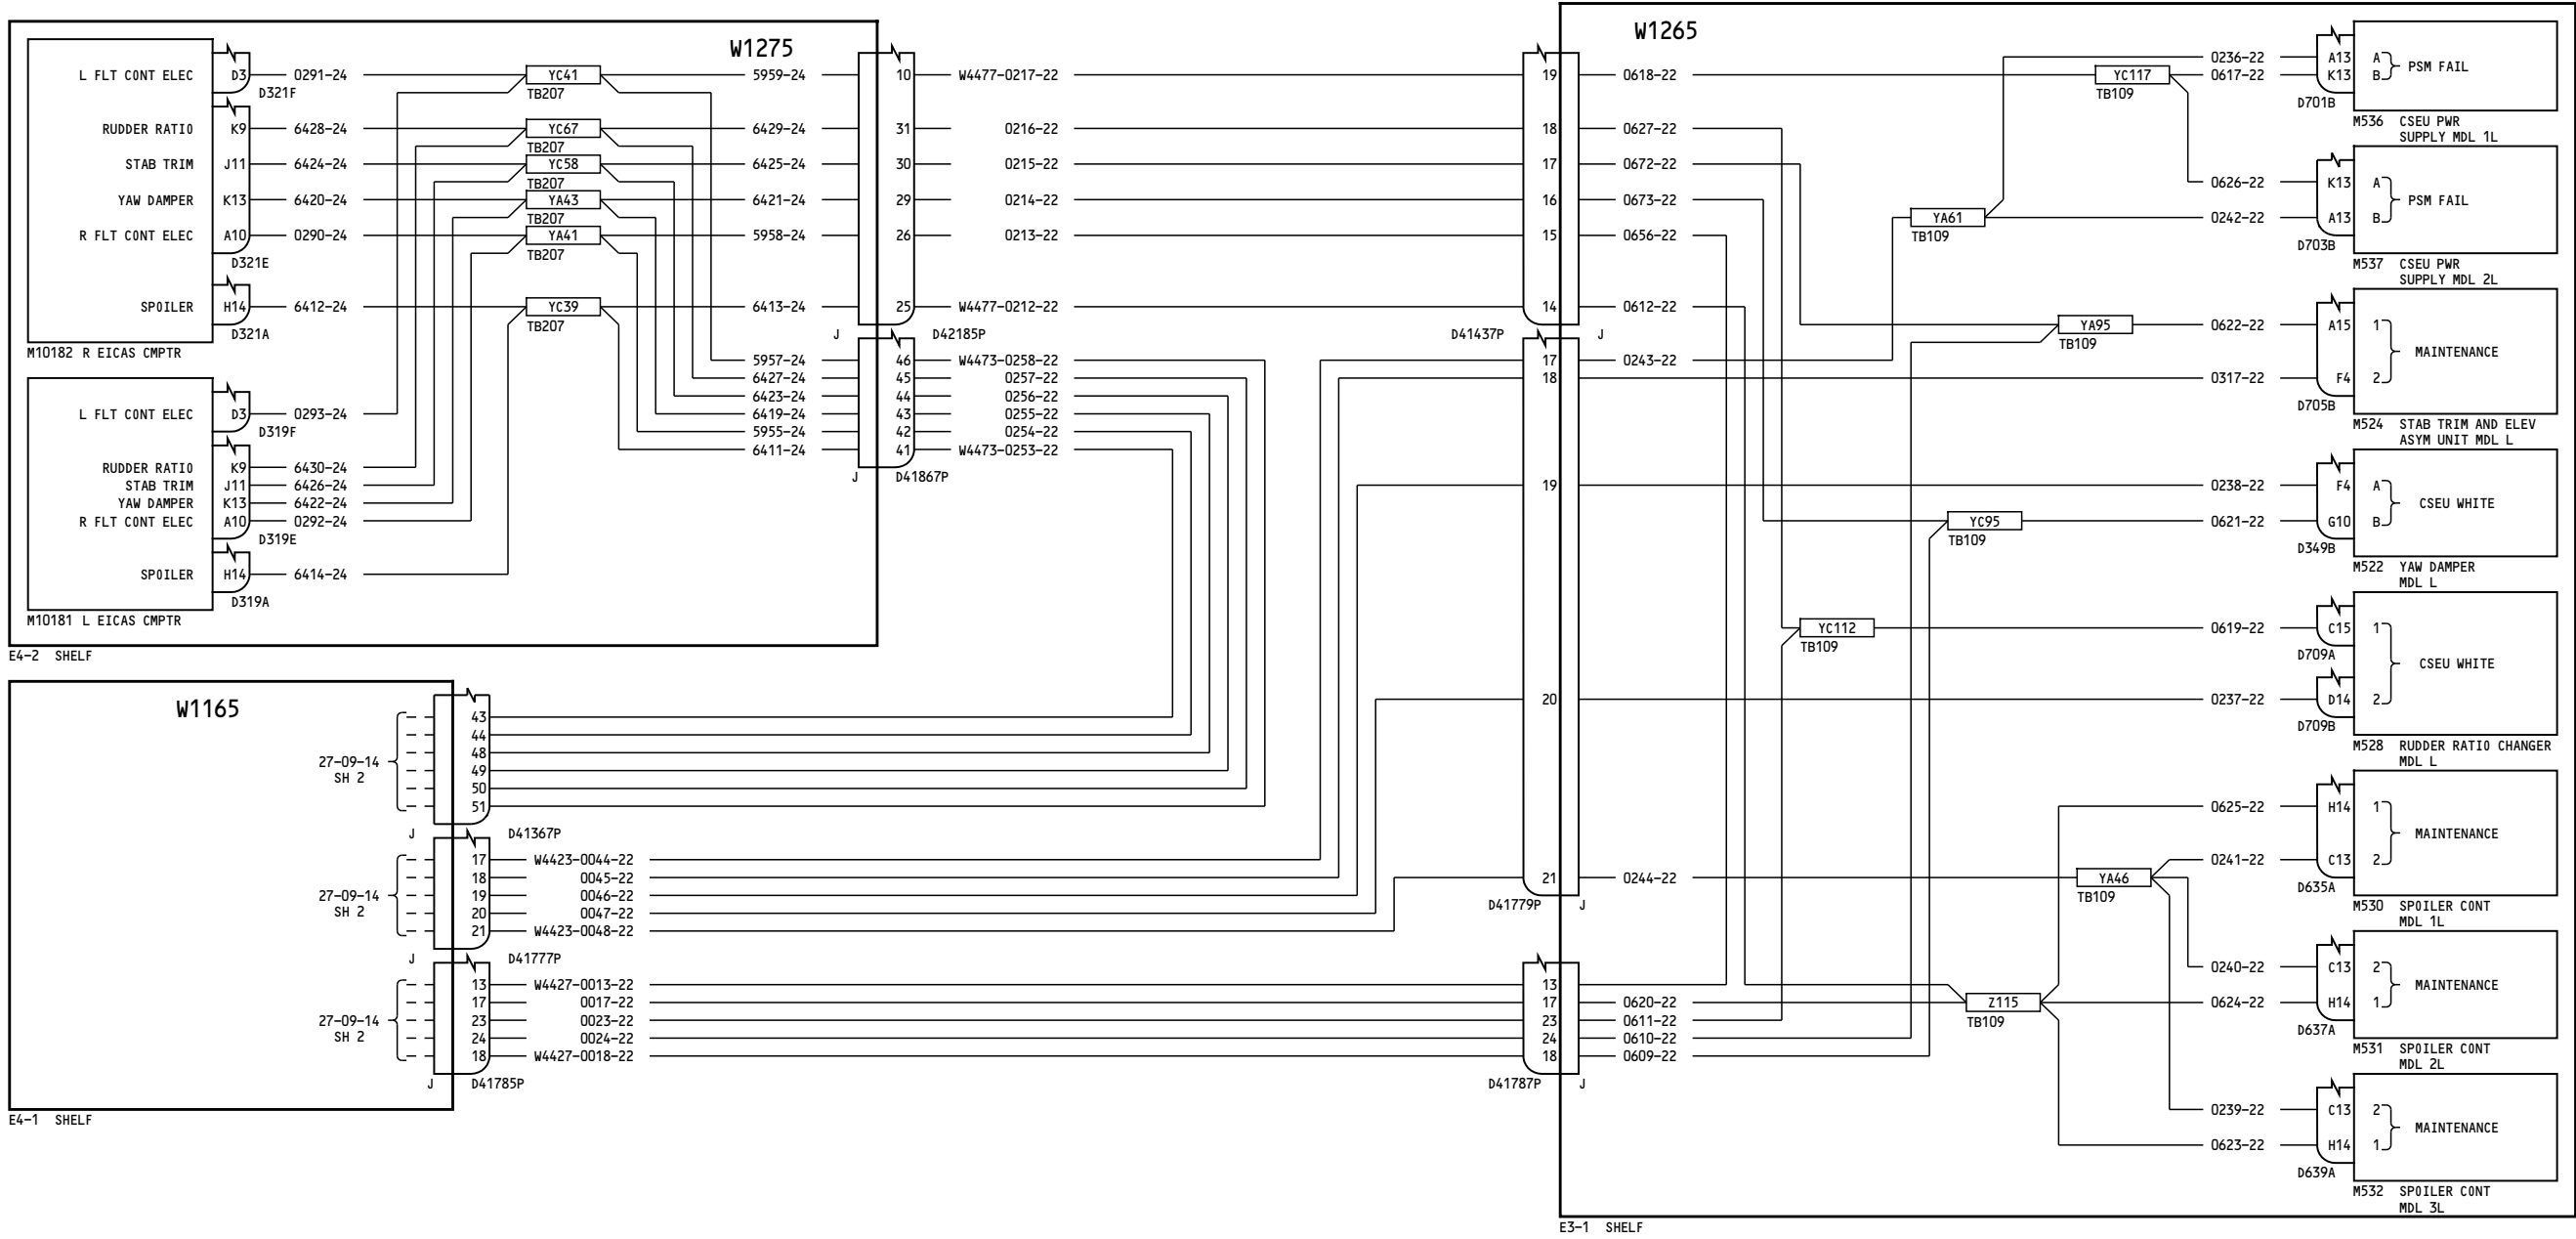 W1275
L FLT CONT ELEC D3 0291-24 YC41 5959-24 10 W4477-0217-22
D321F TB207
RUDDER RATIO K9 6428-24 YC67 6429-24 31 0216-22
TB207
STAB TRIM J11 6424-24 YC58 6425-24 30 0215-22
TB207
YAW DAMPER K13 6420-24 YA43 6421-24 29 0214-22
TB207
R FLT CONT ELEC A10 0290-24 YA41 5958-24 26 0213-22
D321E TB207
SPOILER H14 6412-24 YC39 6413-24 25 W4477-0212-22
D321A TB207
J D42185P
M10182 R EICAS CMPTR
5957-24 46 W4473-0258-22
6427-24 45 0257-22
6423-24 44 0256-22
6419-24 43 0255-22
5955-24 42 0254-22
6411-24 41 W4473-0253-22
J D41867P
L FLT CONT ELEC D3 0293-24
D319F
RUDDER RATIO K9 6430-24
STAB TRIM J11 6426-24
YAW DAMPER K13 6422-24
R FLT CONT ELEC A10 0292-24
D319E
SPOILER H14 6414-24
D319A
M10181 L EICAS CMPTR
E4-2 SHELF
W1165
43
44
48
49
50
51
27-09-14
SH 2
J D41367P
17 W4423-0044-22
18 0045-22
19 0046-22
20 0047-22
21 W4423-0048-22
27-09-14
SH 2
J D41777P
13 W4427-0013-22
17 0017-22
23 0023-22
24 0024-22
18 W4427-0018-22
27-09-14
SH 2
J D41785P
E4-1 SHELF
W1265
19 0618-22
18 0627-22
17 0672-22
16 0673-22
15 0656-22
14 0612-22
D41437P J
17 0243-22
18
19
20
21 0244-22
D41779P J
13
17 0620-22
23 0611-22
24 0610-22
18 0609-22
D41787P J
YC117
TB109
YA61
TB109
YA95
TB109
YC95
TB109
YC112
TB109
YA46
TB109
Z115
TB109
0236-22 A13 A
0617-22 K13 B
PSM FAIL
D701B
M536 CSEU PWR
SUPPLY MDL 1L
0626-22 K13 A
0242-22 A13 B
PSM FAIL
D703B
M537 CSEU PWR
SUPPLY MDL 2L
0622-22 A15 1
MAINTENANCE
0317-22 F4 2
D705B
M524 STAB TRIM AND ELEV
ASYM UNIT MDL L
0238-22 F4 A
CSEU WHITE
0621-22 G10 B
D349B
M522 YAW DAMPER
MDL L
0619-22 C15 1
D709A
CSEU WHITE
0237-22 D14 2
D709B
M528 RUDDER RATIO CHANGER
MDL L
0625-22 H14 1
MAINTENANCE
0241-22 C13 2
D635A
M530 SPOILER CONT
MDL 1L
0240-22 C13 2
MAINTENANCE
0624-22 H14 1
D637A
M531 SPOILER CONT
MDL 2L
0239-22 C13 2
MAINTENANCE
0623-22 H14 1
D639A
M532 SPOILER CONT
MDL 3L
E3-1 SHELF